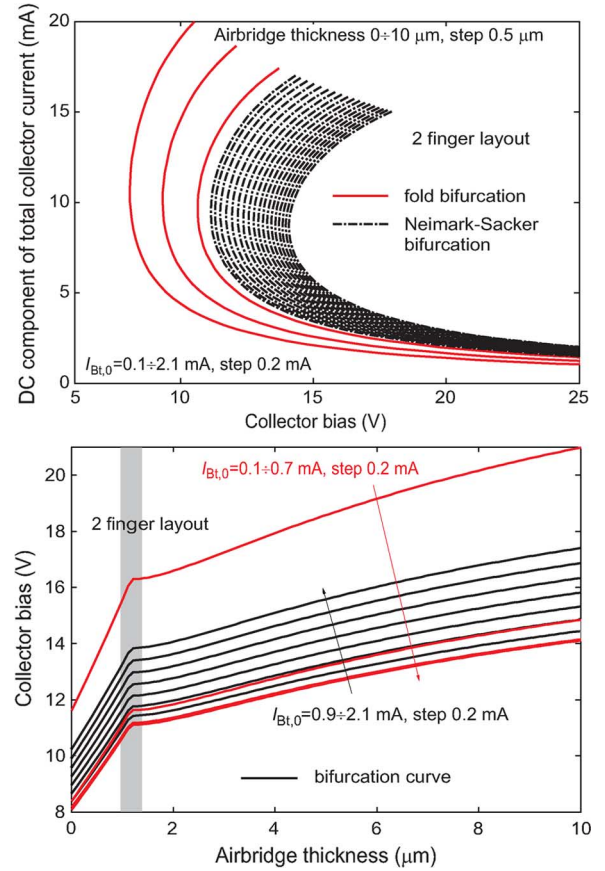 DC component of total collector current (mA)
20
15
10
5
0
Airbridge thickness 0÷10 μm, step 0.5 μm
2 finger layout
fold bifurcation
Neimark-Sacker
bifurcation
I_Bt,0=0.1÷2.1 mA, step 0.2 mA
5
10
15
20
25
Collector bias (V)
Collector bias (V)
20
18
16
14
12
10
8
I_Bt,0=0.1÷0.7 mA, step 0.2 mA
2 finger layout
I_Bt,0=0.9÷2.1 mA, step 0.2 mA
bifurcation curve
0
2
4
6
8
10
Airbridge thickness (μm)